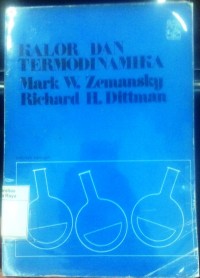 KALOR DAN
TERMODINAMIKA
Mark W. Zemansky
Richard H. Dittman